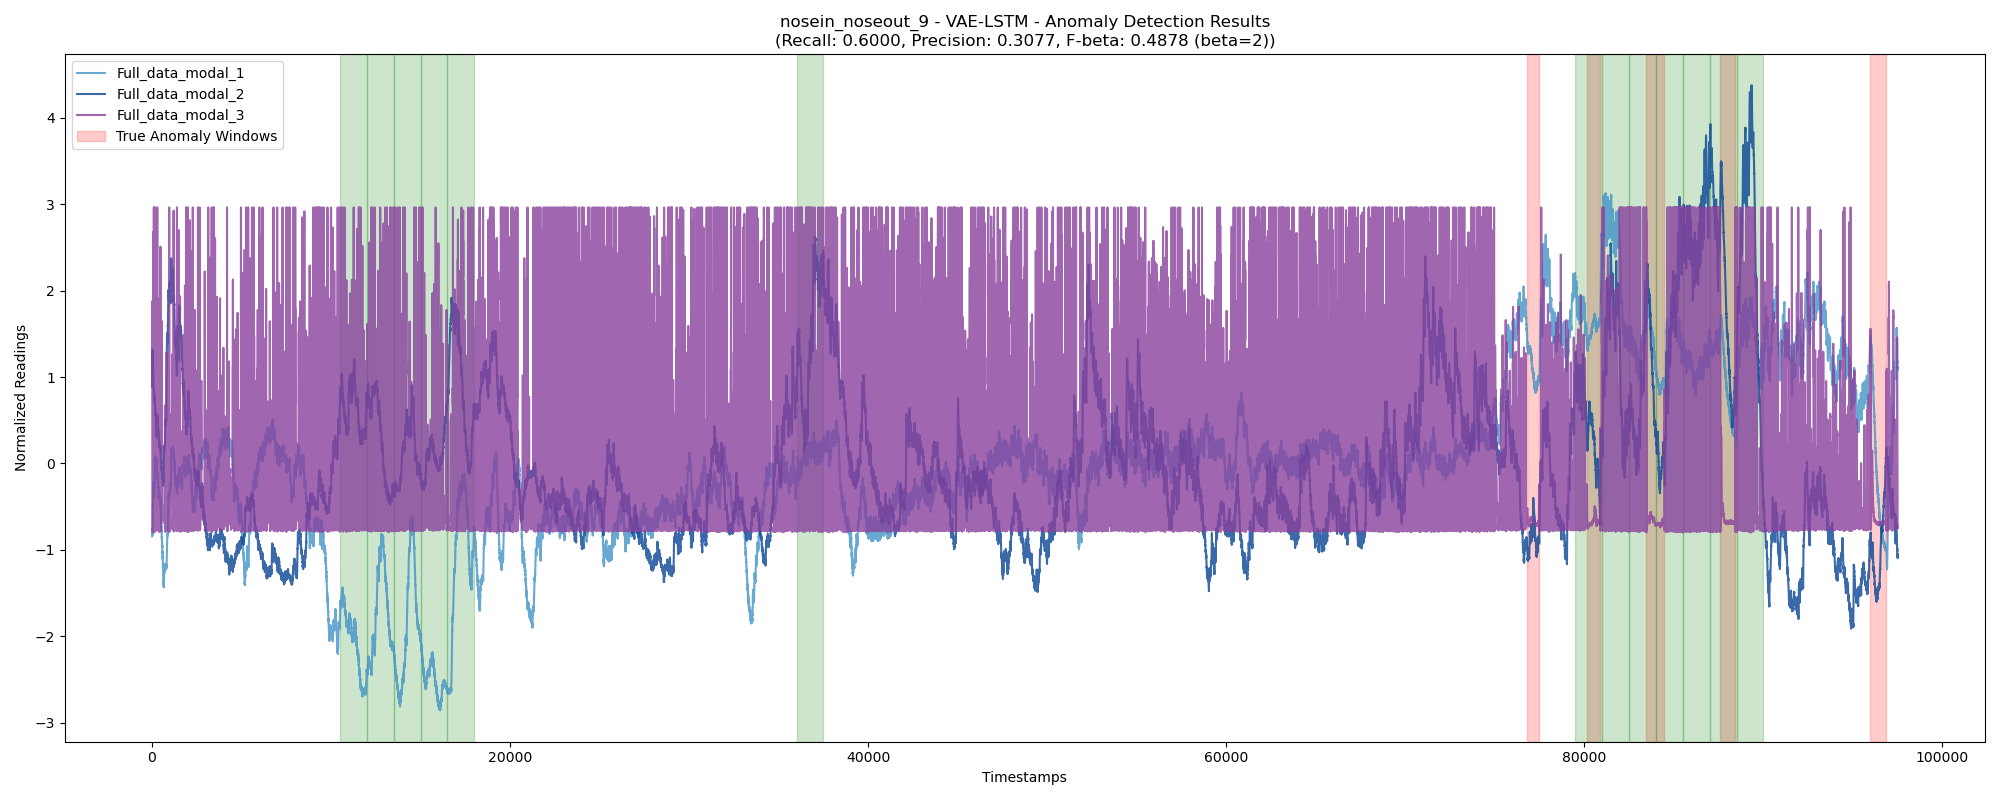 nosein_noseout_9 - VAE-LSTM - Anomaly Detection Results
(Recall: 0.6000, Precision: 0.3077, F-beta: 0.4878 (beta=2))
Full_data_modal_1
Full_data_modal_2
Full_data_modal_3
True Anomaly Windows
Normalized Readings
4
3
2
1
0
−1
−2
−3
0
20000
40000
60000
80000
100000
Timestamps